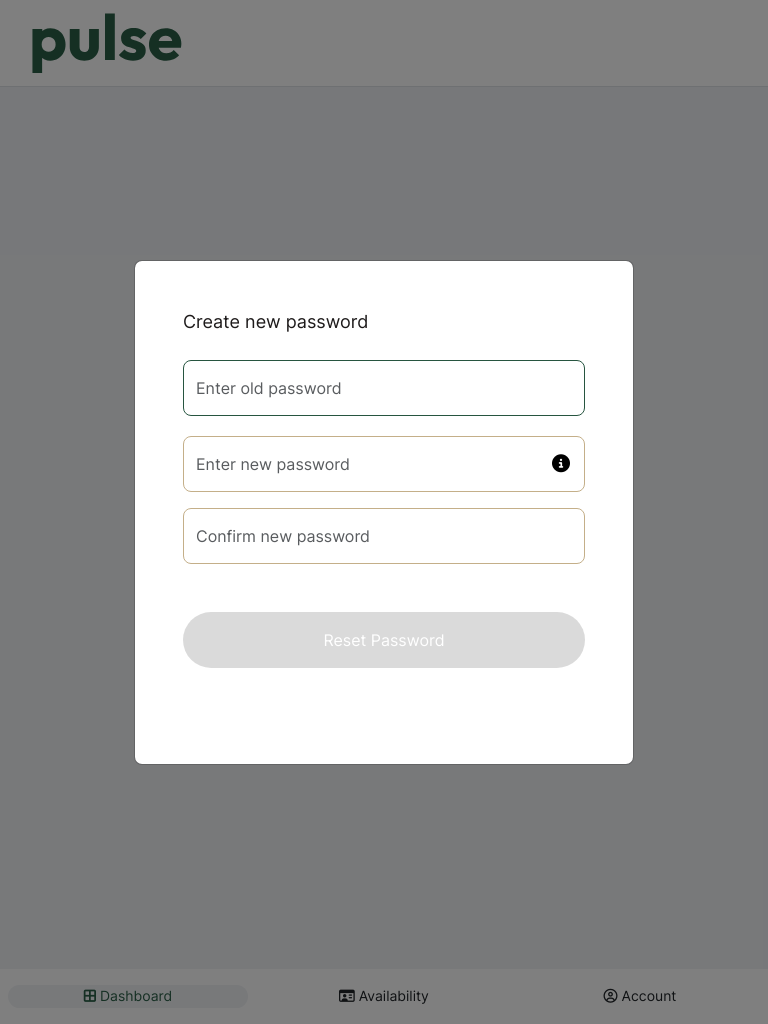 pulse
Create new password
Enter old password
Enter new password
Confirm new password
Reset Password
Dashboard
Availability
Account